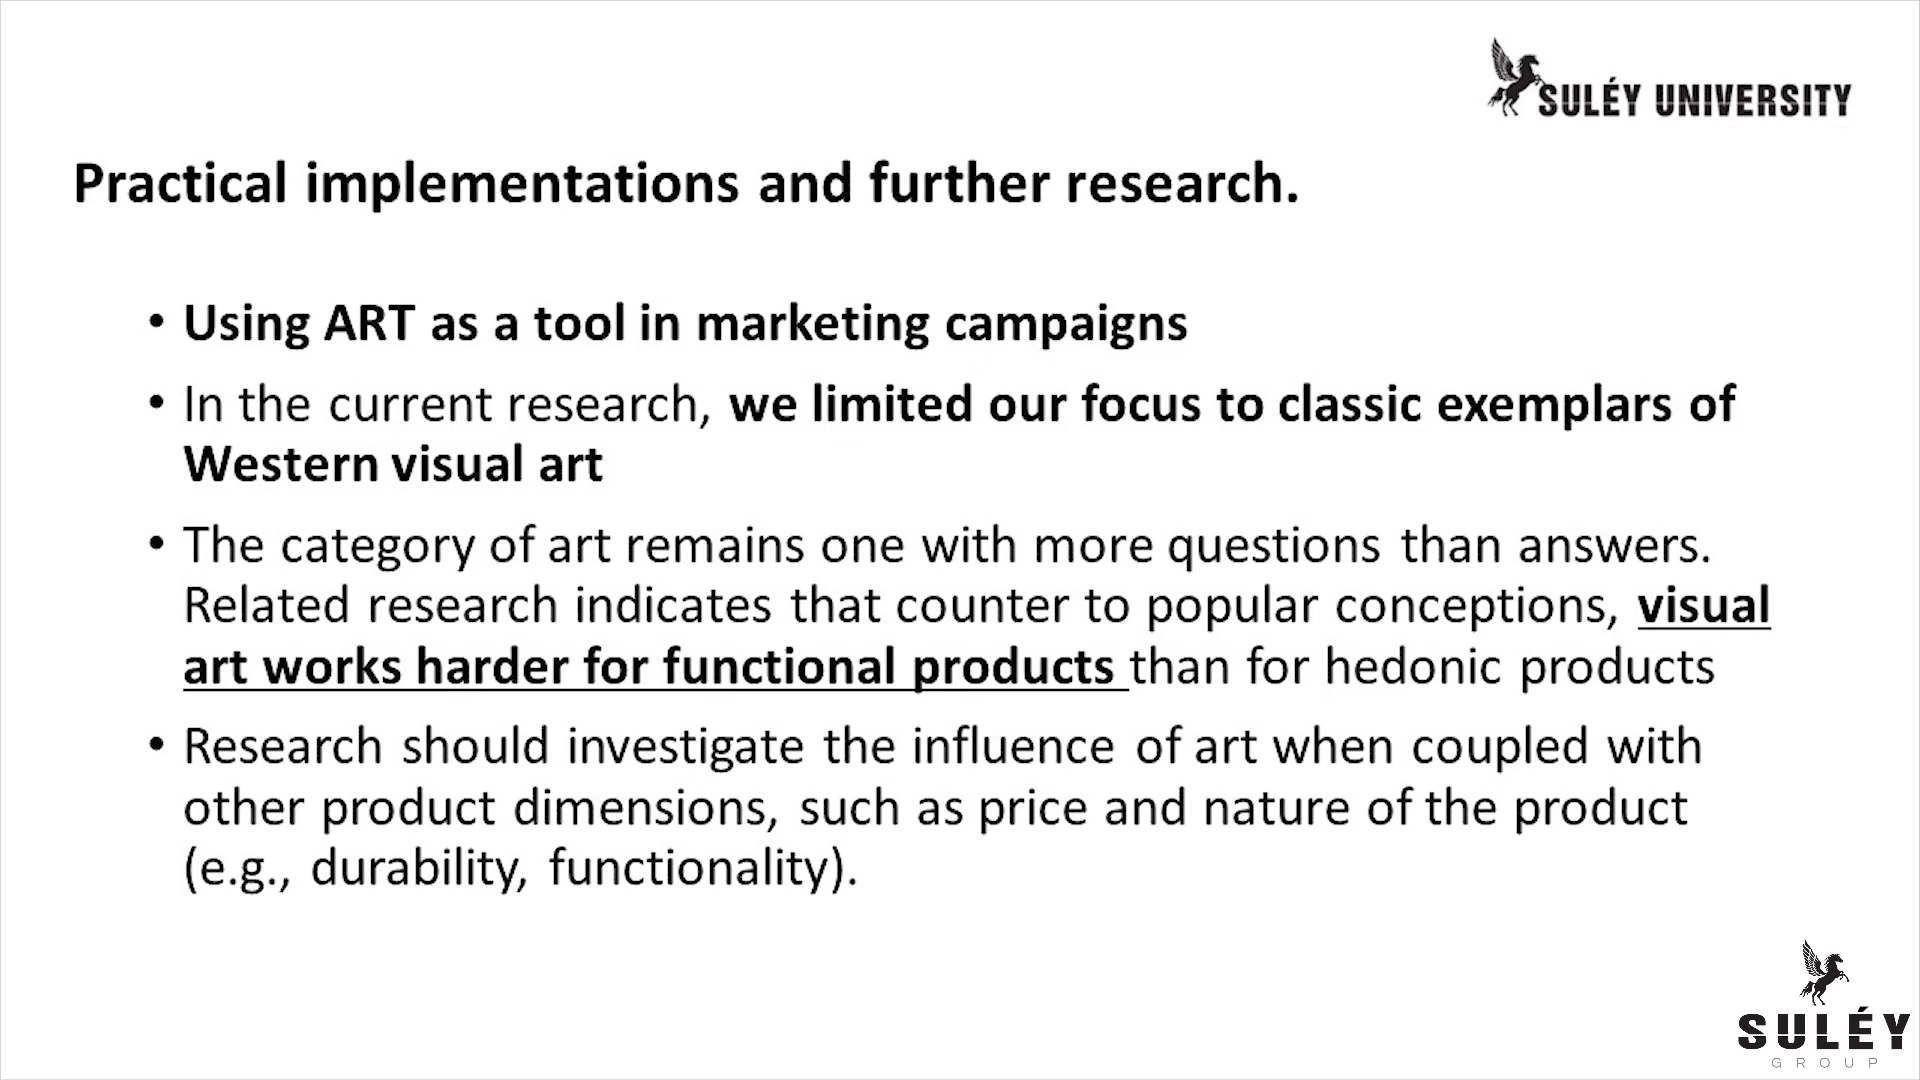 SULÉY UNIVERSITY
Practical implementations and further research.
• Using ART as a tool in marketing campaigns
• In the current research, we limited our focus to classic exemplars of
Western visual art
• The category of art remains one with more questions than answers.
Related research indicates that counter to popular conceptions, visual
art works harder for functional products than for hedonic products
• Research should investigate the influence of art when coupled with
other product dimensions, such as price and nature of the product
(e.g., durability, functionality).
SULÉY
GROUP